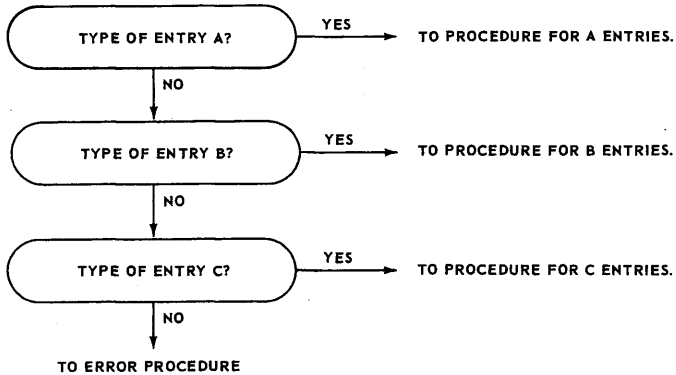 TYPE OF ENTRY A?
YES
TO PROCEDURE FOR A ENTRIES.
NO
TYPE OF ENTRY B?
YES
TO PROCEDURE FOR B ENTRIES.
NO
TYPE OF ENTRY C?
YES
TO PROCEDURE FOR C ENTRIES.
NO
TO ERROR PROCEDURE